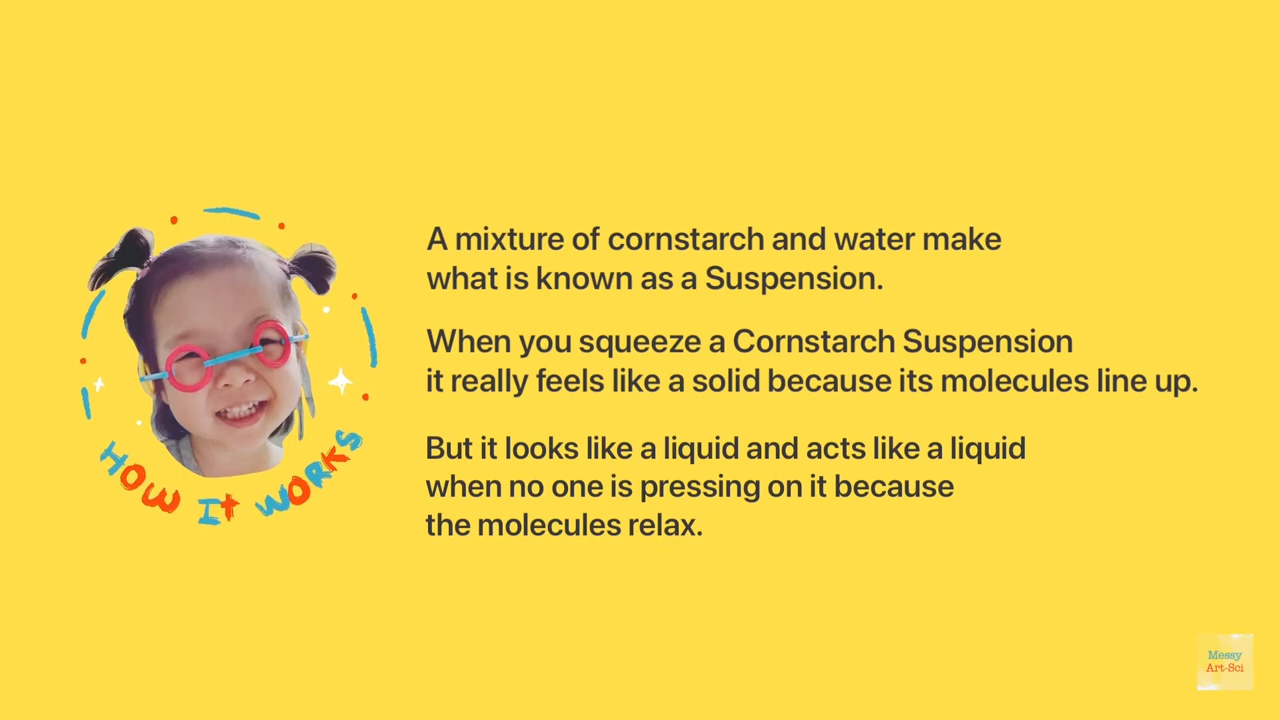 A mixture of cornstarch and water make
what is known as a Suspension.
When you squeeze a Cornstarch Suspension
it really feels like a solid because its molecules line up.
But it looks like a liquid and acts like a liquid
when no one is pressing on it because
the molecules relax.
HOW It WORKS
Messy
Art-Sci